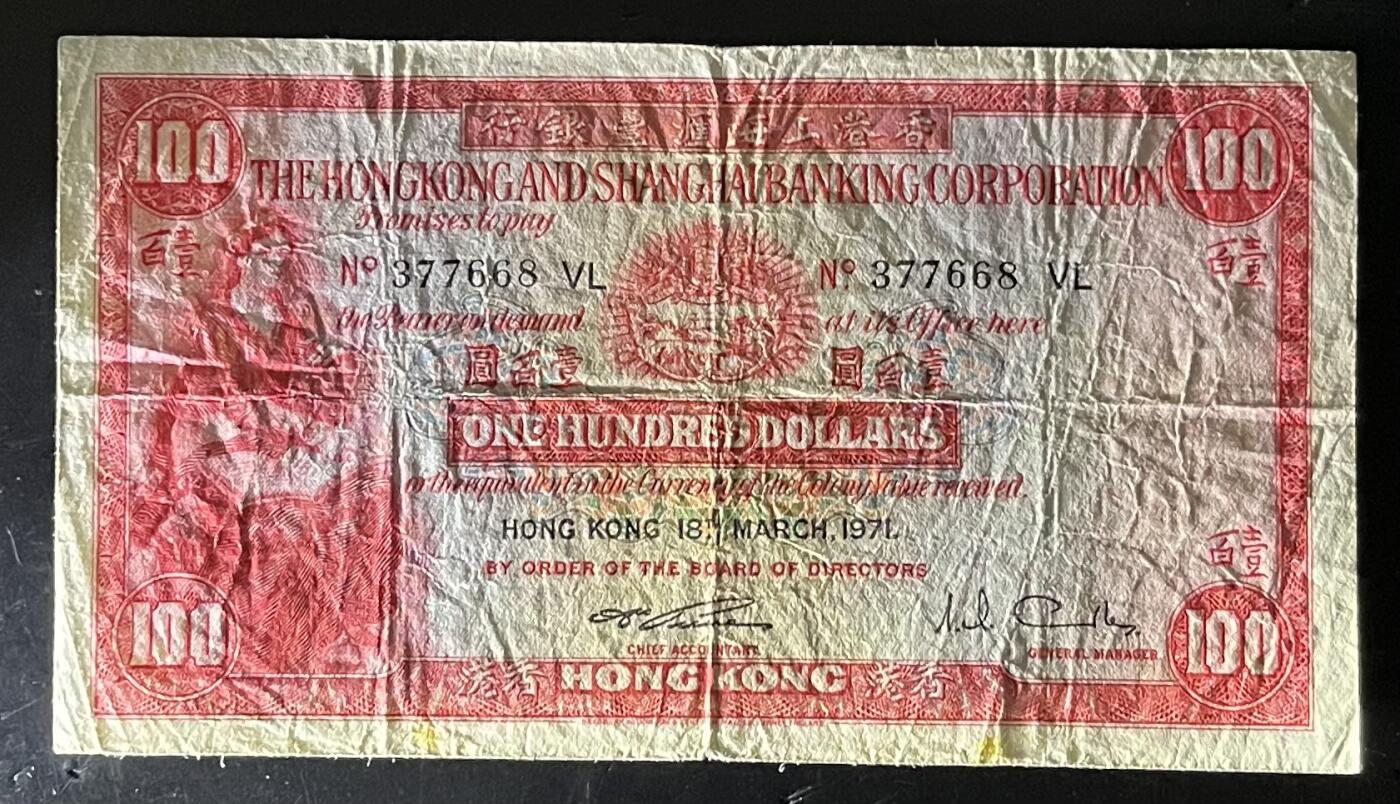 100
行銀豐滙海上港香
100
THE HONGKONG AND SHANGHAI BANKING CORPORATION
Promises to pay
百壹
百壹
Nº 377668 VL
Nº 377668 VL
the Bearer on demand
at its Office here
圓百壹
圓百壹
ONE HUNDRED DOLLARS
or the equivalent in the Currency of the Colony, Value received.
HONG KONG 18TH MARCH, 1971.
百壹
BY ORDER OF THE BOARD OF DIRECTORS
CHIEF ACCOUNTANT
GENERAL MANAGER
100
港香 HONG KONG 港香
100